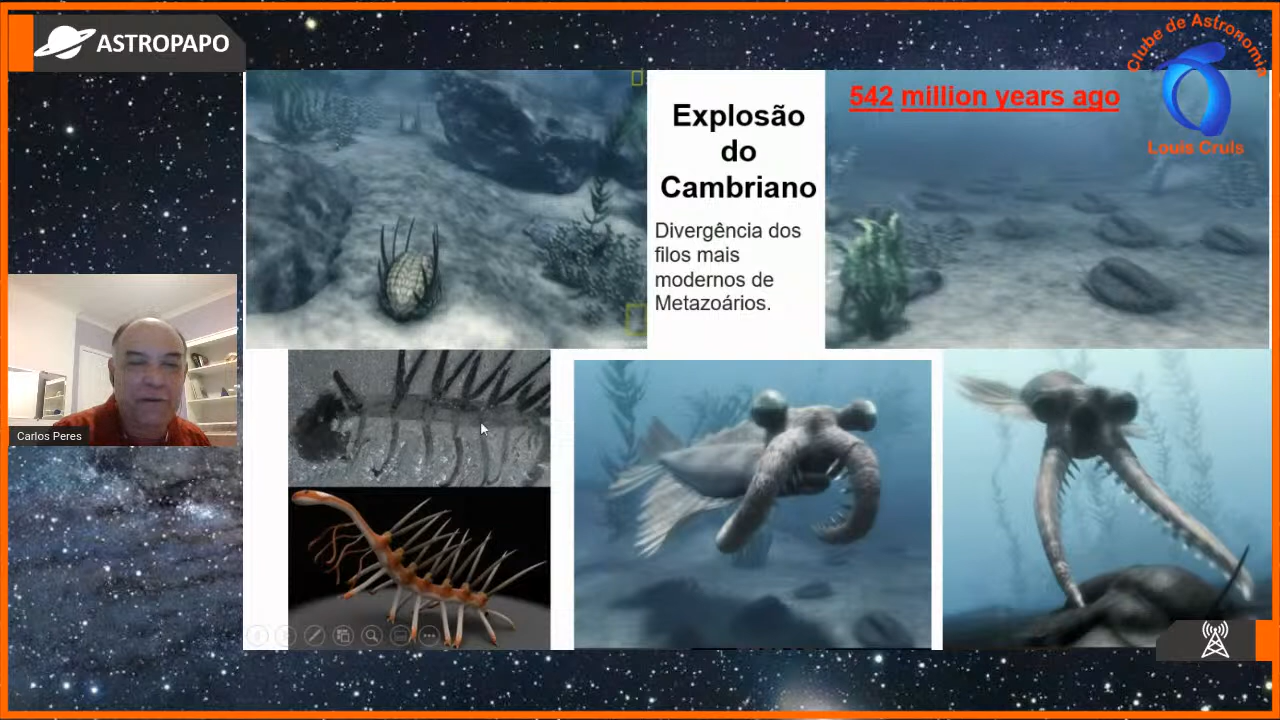 ASTROPAPO
Clube de Astronomia
Louis Cruls
542 million years ago
Explosão
do
Cambriano
Divergência dos
filos mais
modernos de
Metazoários.
Carlos Peres